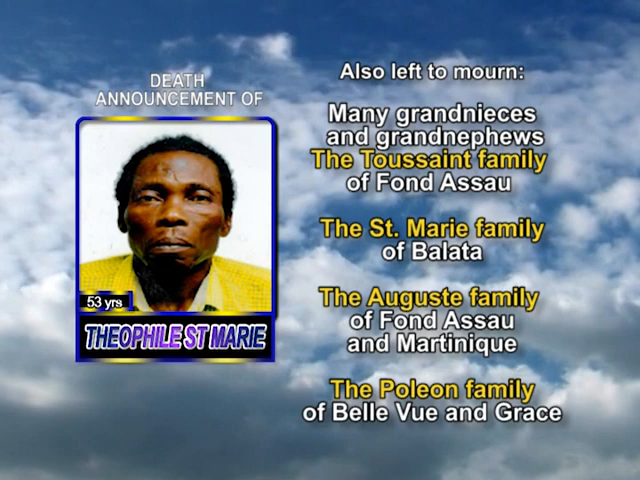 DEATH
ANNOUNCEMENT OF
53 yrs
THEOPHILE ST MARIE
Also left to mourn:
Many grandnieces
and grandnephews
The Toussaint family
of Fond Assau
The St. Marie family
of Balata
The Auguste family
of Fond Assau
and Martinique
The Poleon family
of Belle Vue and Grace